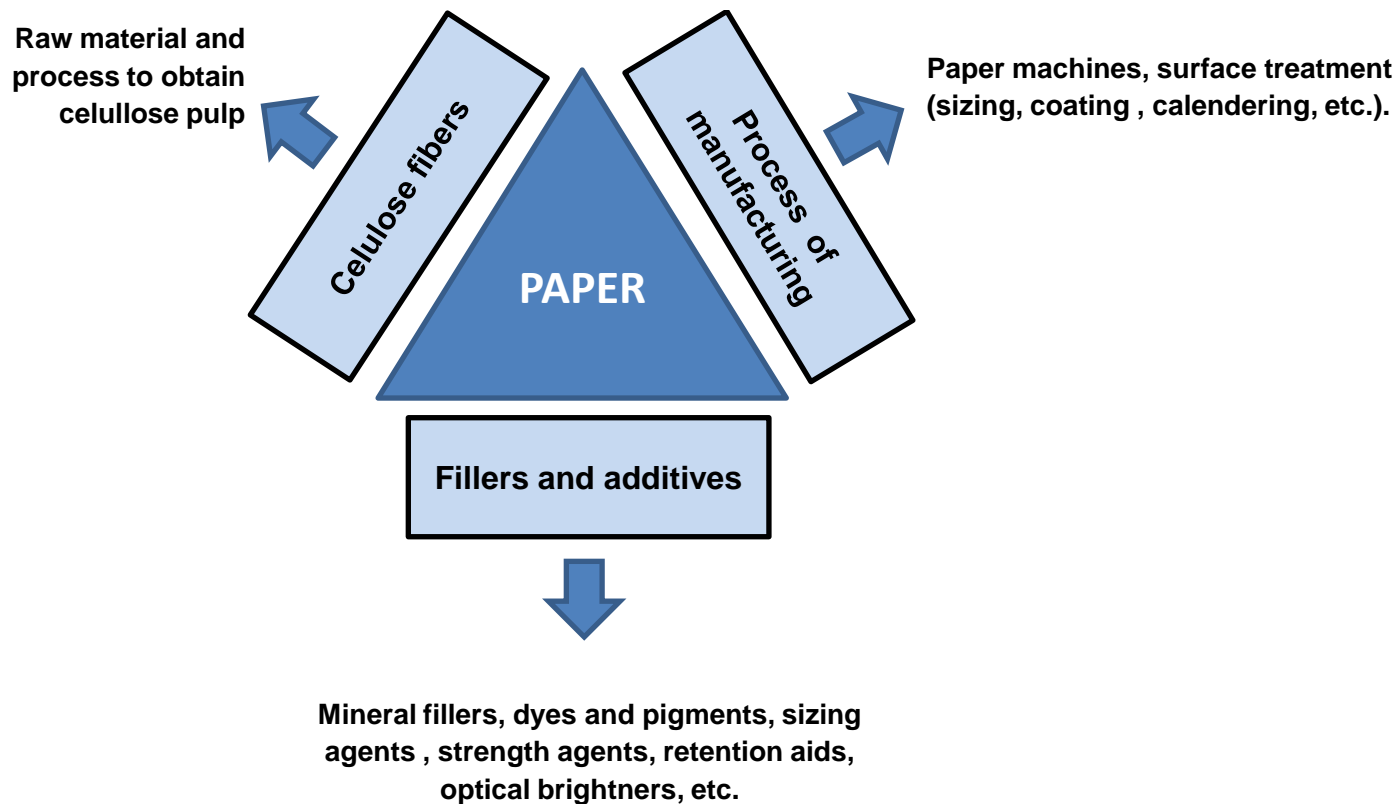 Raw material and
process to obtain
celullose pulp
Celulose fibers
PAPER
Process of
manufacturing
Paper machines, surface treatment
(sizing, coating , calendering, etc.).
Fillers and additives
Mineral fillers, dyes and pigments, sizing
agents , strength agents, retention aids,
optical brightners, etc.